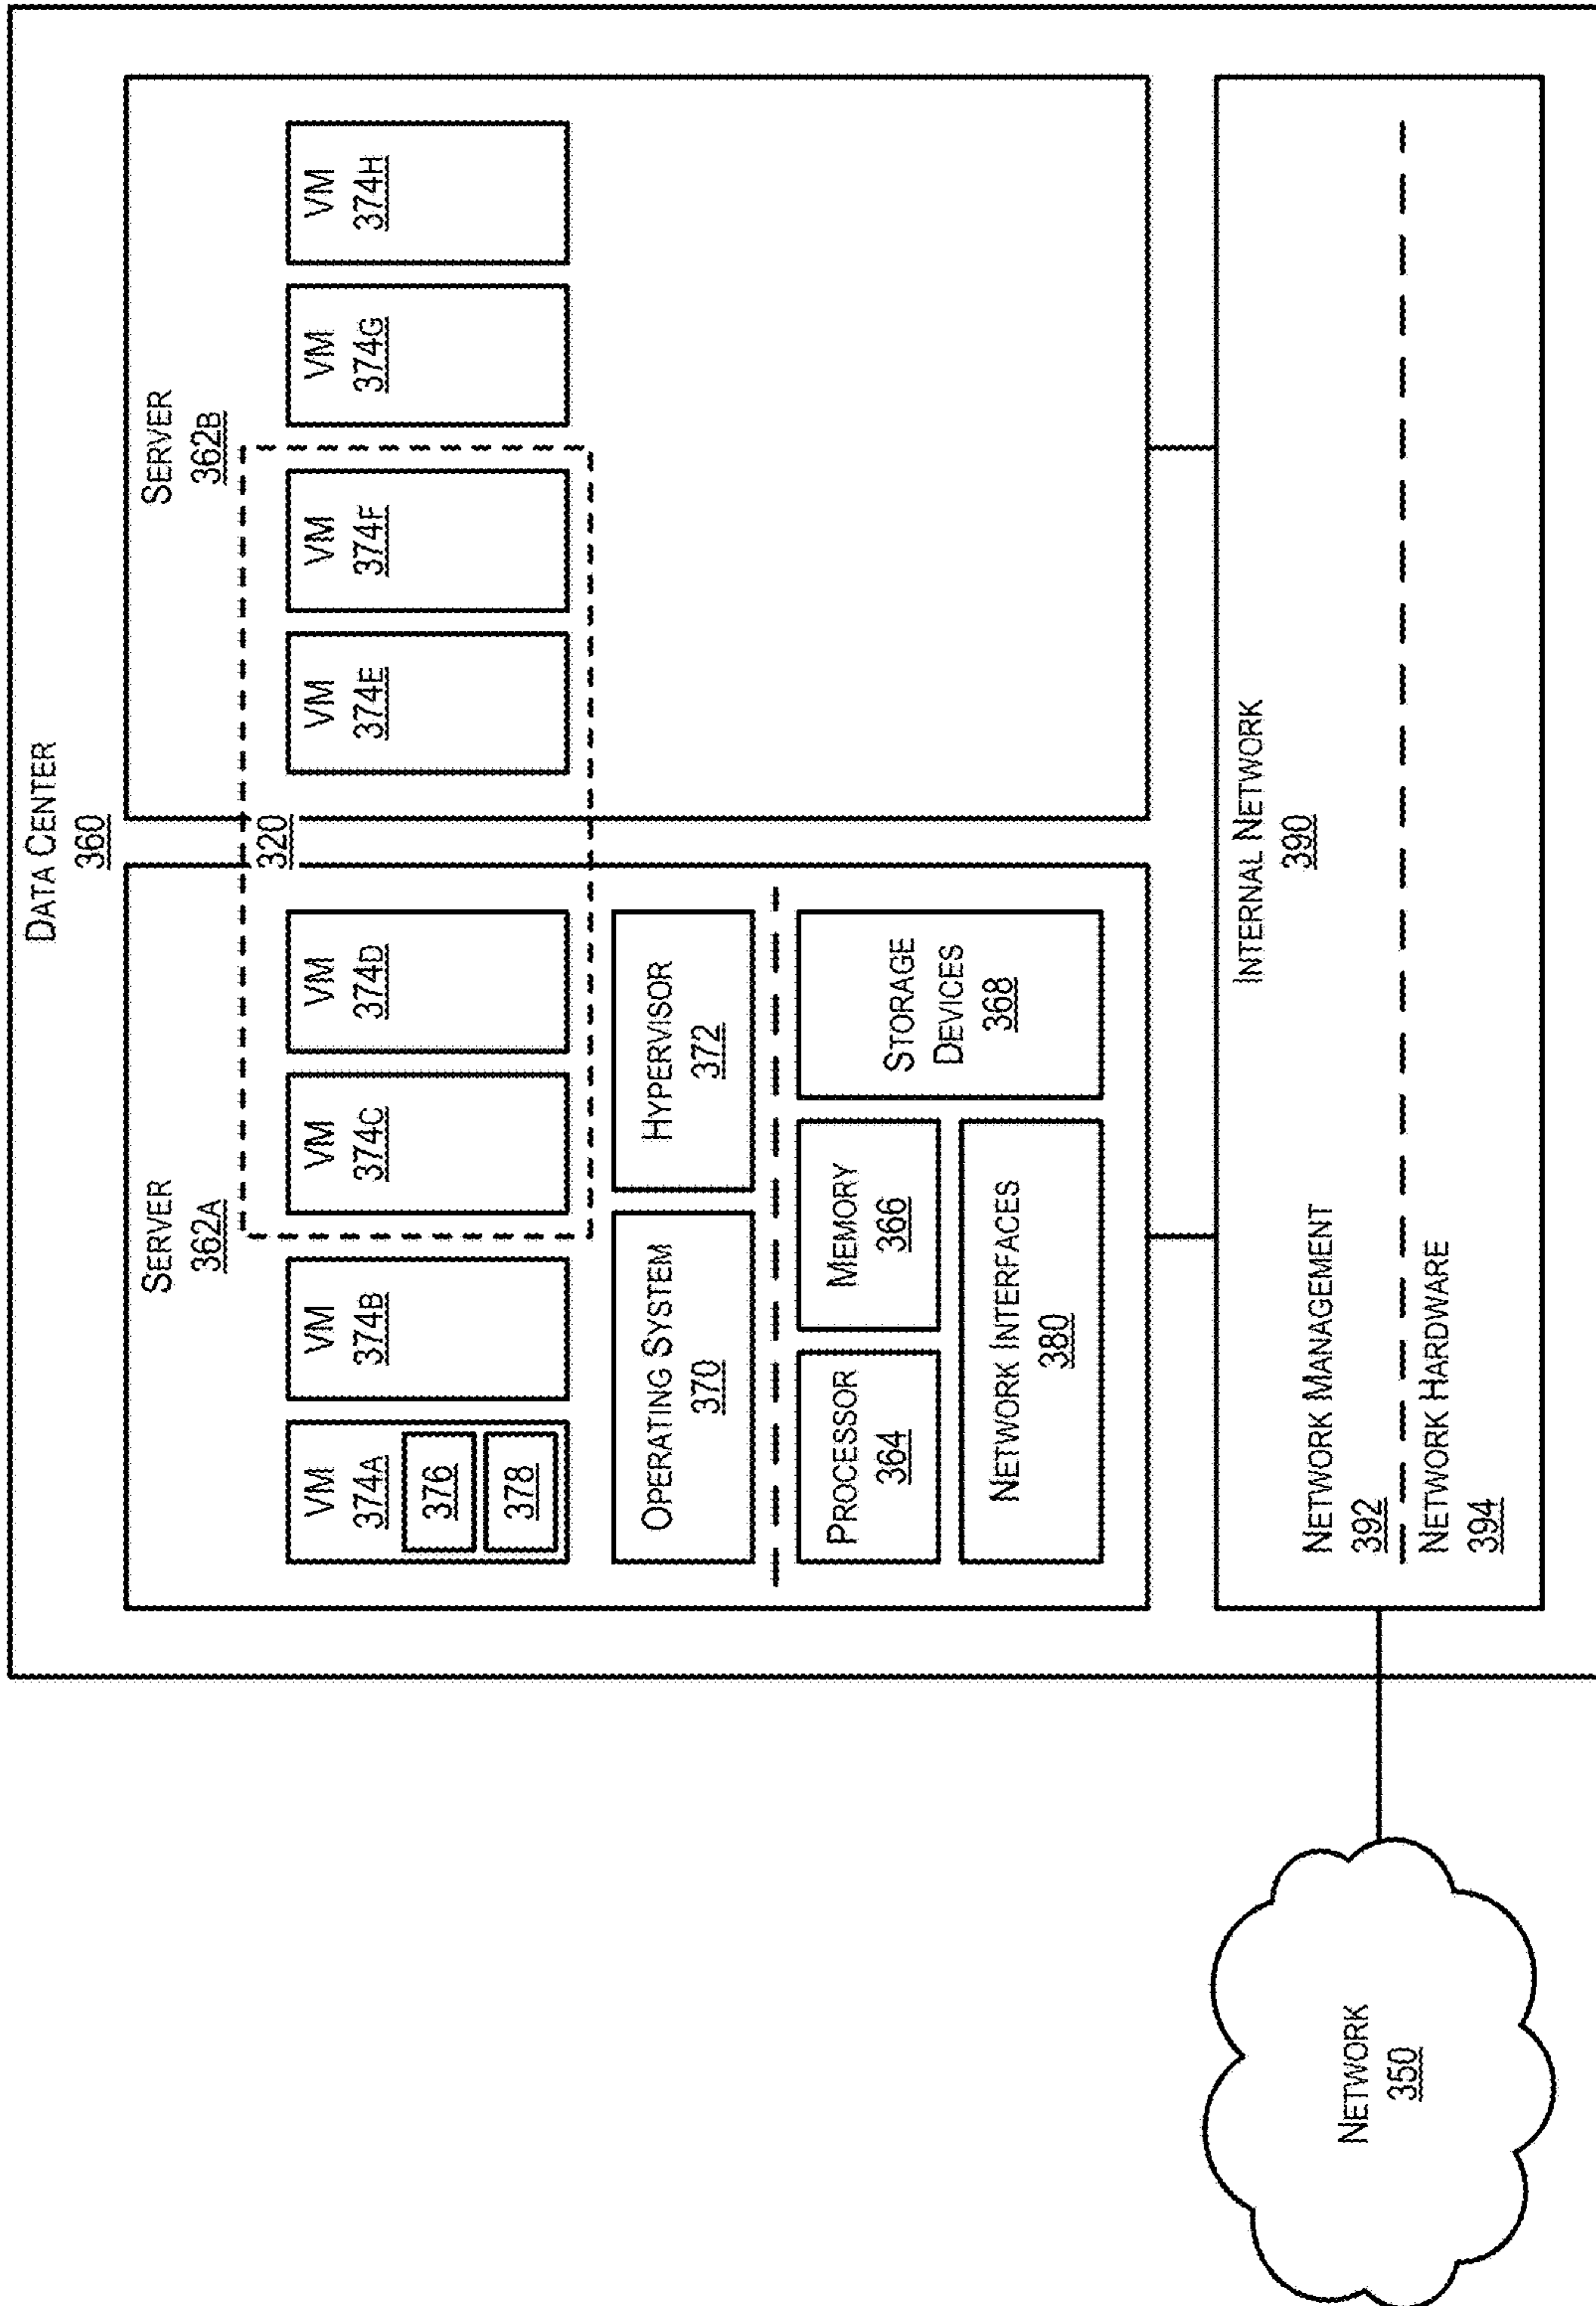 DATA CENTER
360
SERVER
362A
SERVER
362B
320
VM
374A
376
378
VM
374B
VM
374C
VM
374D
VM
374E
VM
374F
VM
374G
VM
374H
OPERATING SYSTEM
370
HYPERVISOR
372
PROCESSOR
364
MEMORY
366
STORAGE
DEVICES
368
NETWORK INTERFACES
380
INTERNAL NETWORK
390
NETWORK MANAGEMENT
392
NETWORK HARDWARE
394
NETWORK
350